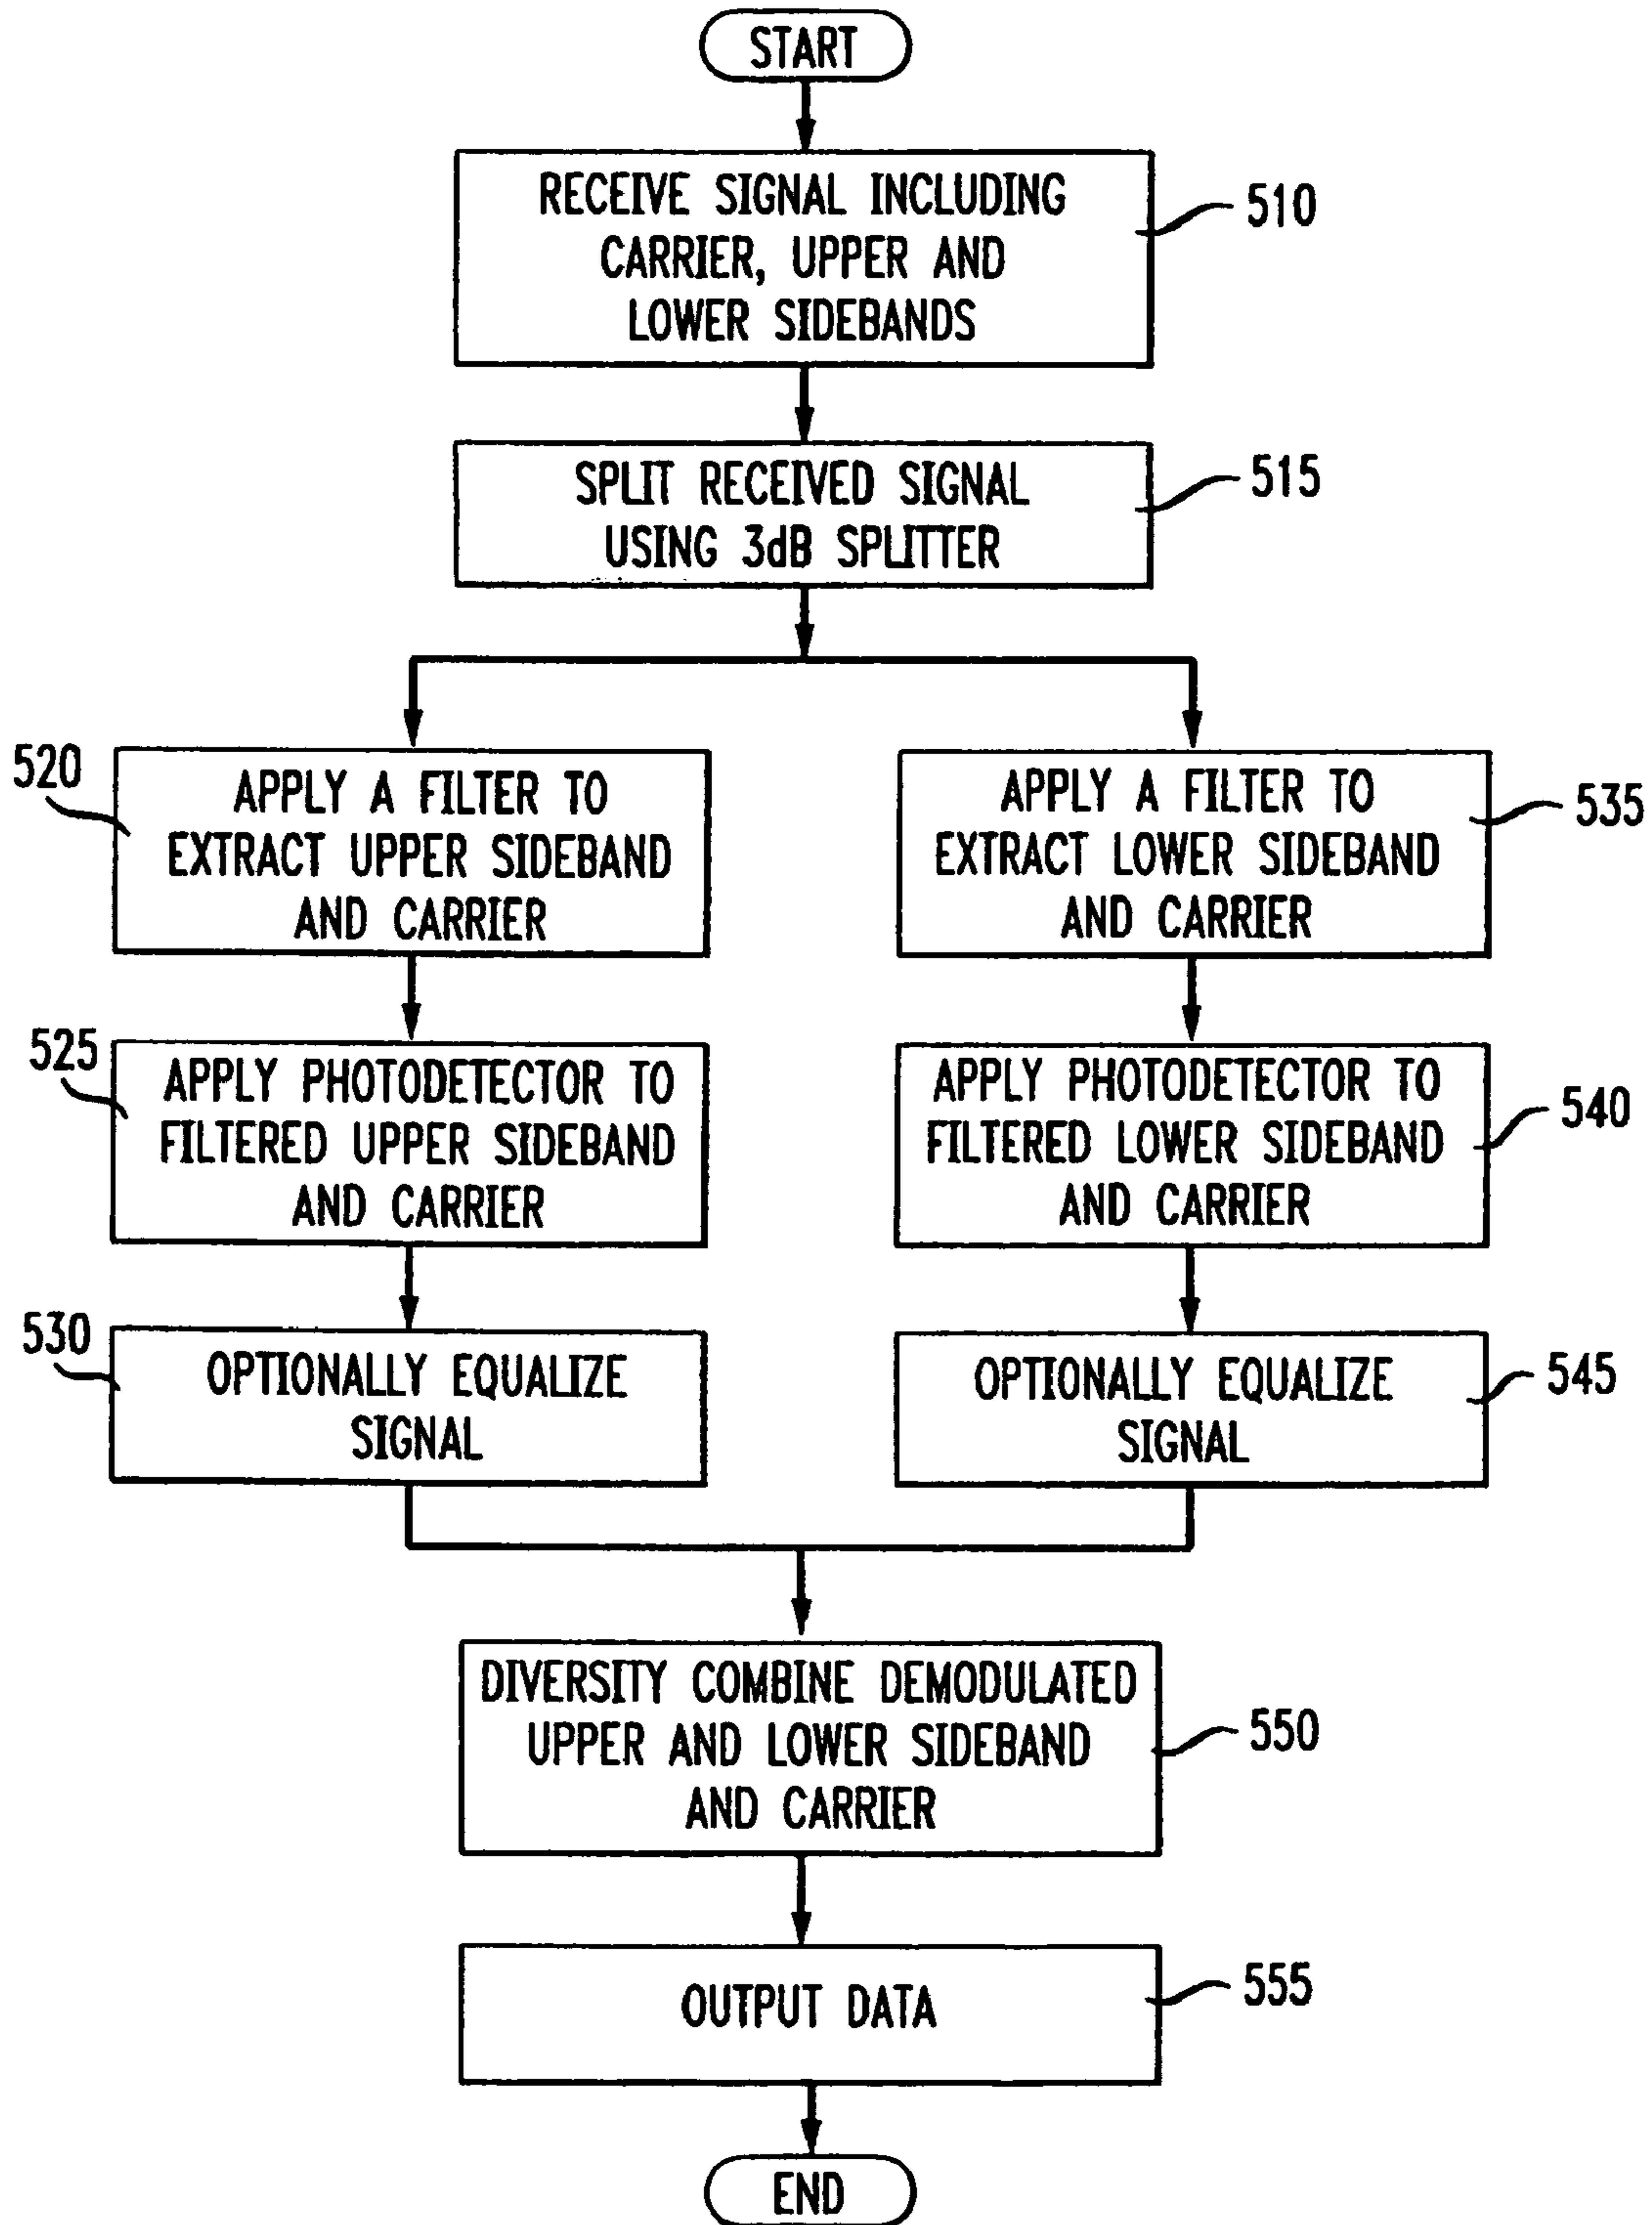 START
RECEIVE SIGNAL INCLUDING
CARRIER, UPPER AND
LOWER SIDEBANDS
510
SPLIT RECEIVED SIGNAL
USING 3dB SPLITTER
515
520
APPLY A FILTER TO
EXTRACT UPPER SIDEBAND
AND CARRIER
APPLY A FILTER TO
EXTRACT LOWER SIDEBAND
AND CARRIER
535
525
APPLY PHOTODETECTOR TO
FILTERED UPPER SIDEBAND
AND CARRIER
APPLY PHOTODETECTOR TO
FILTERED LOWER SIDEBAND
AND CARRIER
540
530
OPTIONALLY EQUALIZE
SIGNAL
OPTIONALLY EQUALIZE
SIGNAL
545
DIVERSITY COMBINE DEMODULATED
UPPER AND LOWER SIDEBAND
AND CARRIER
550
OUTPUT DATA
555
END